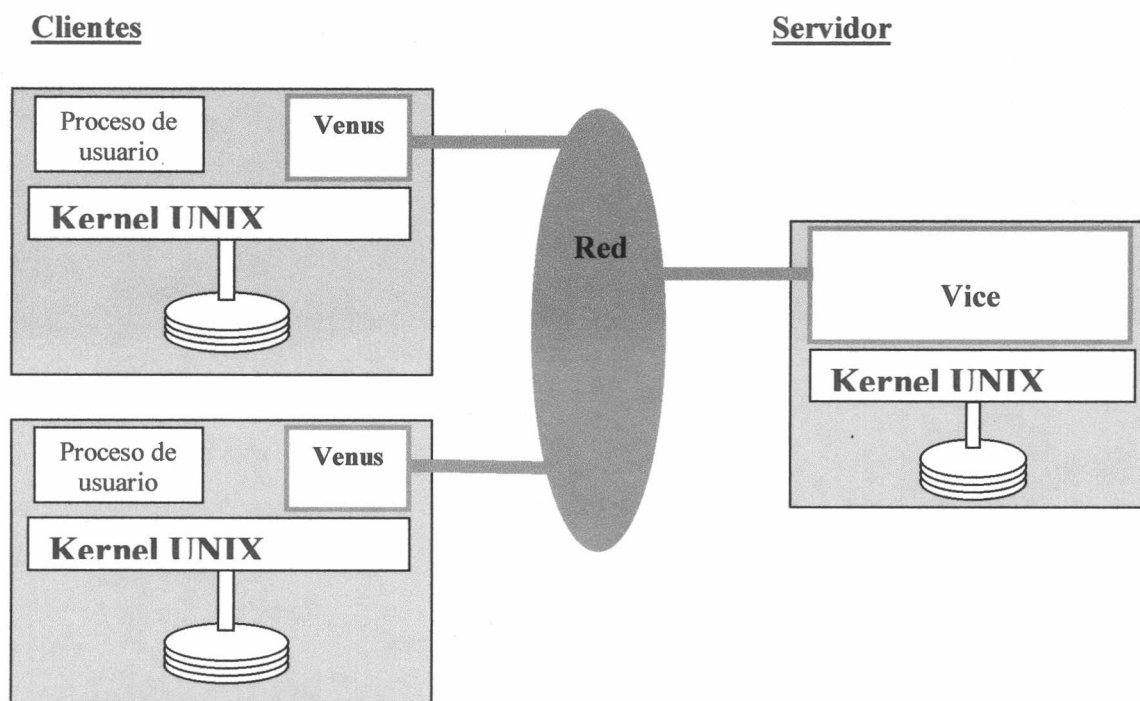 Clientes
Servidor
Proceso de
usuario
Venus
Kernel UNIX
Red
Vice
Kernel UNIX
Proceso de
usuario
Venus
Kernel UNIX